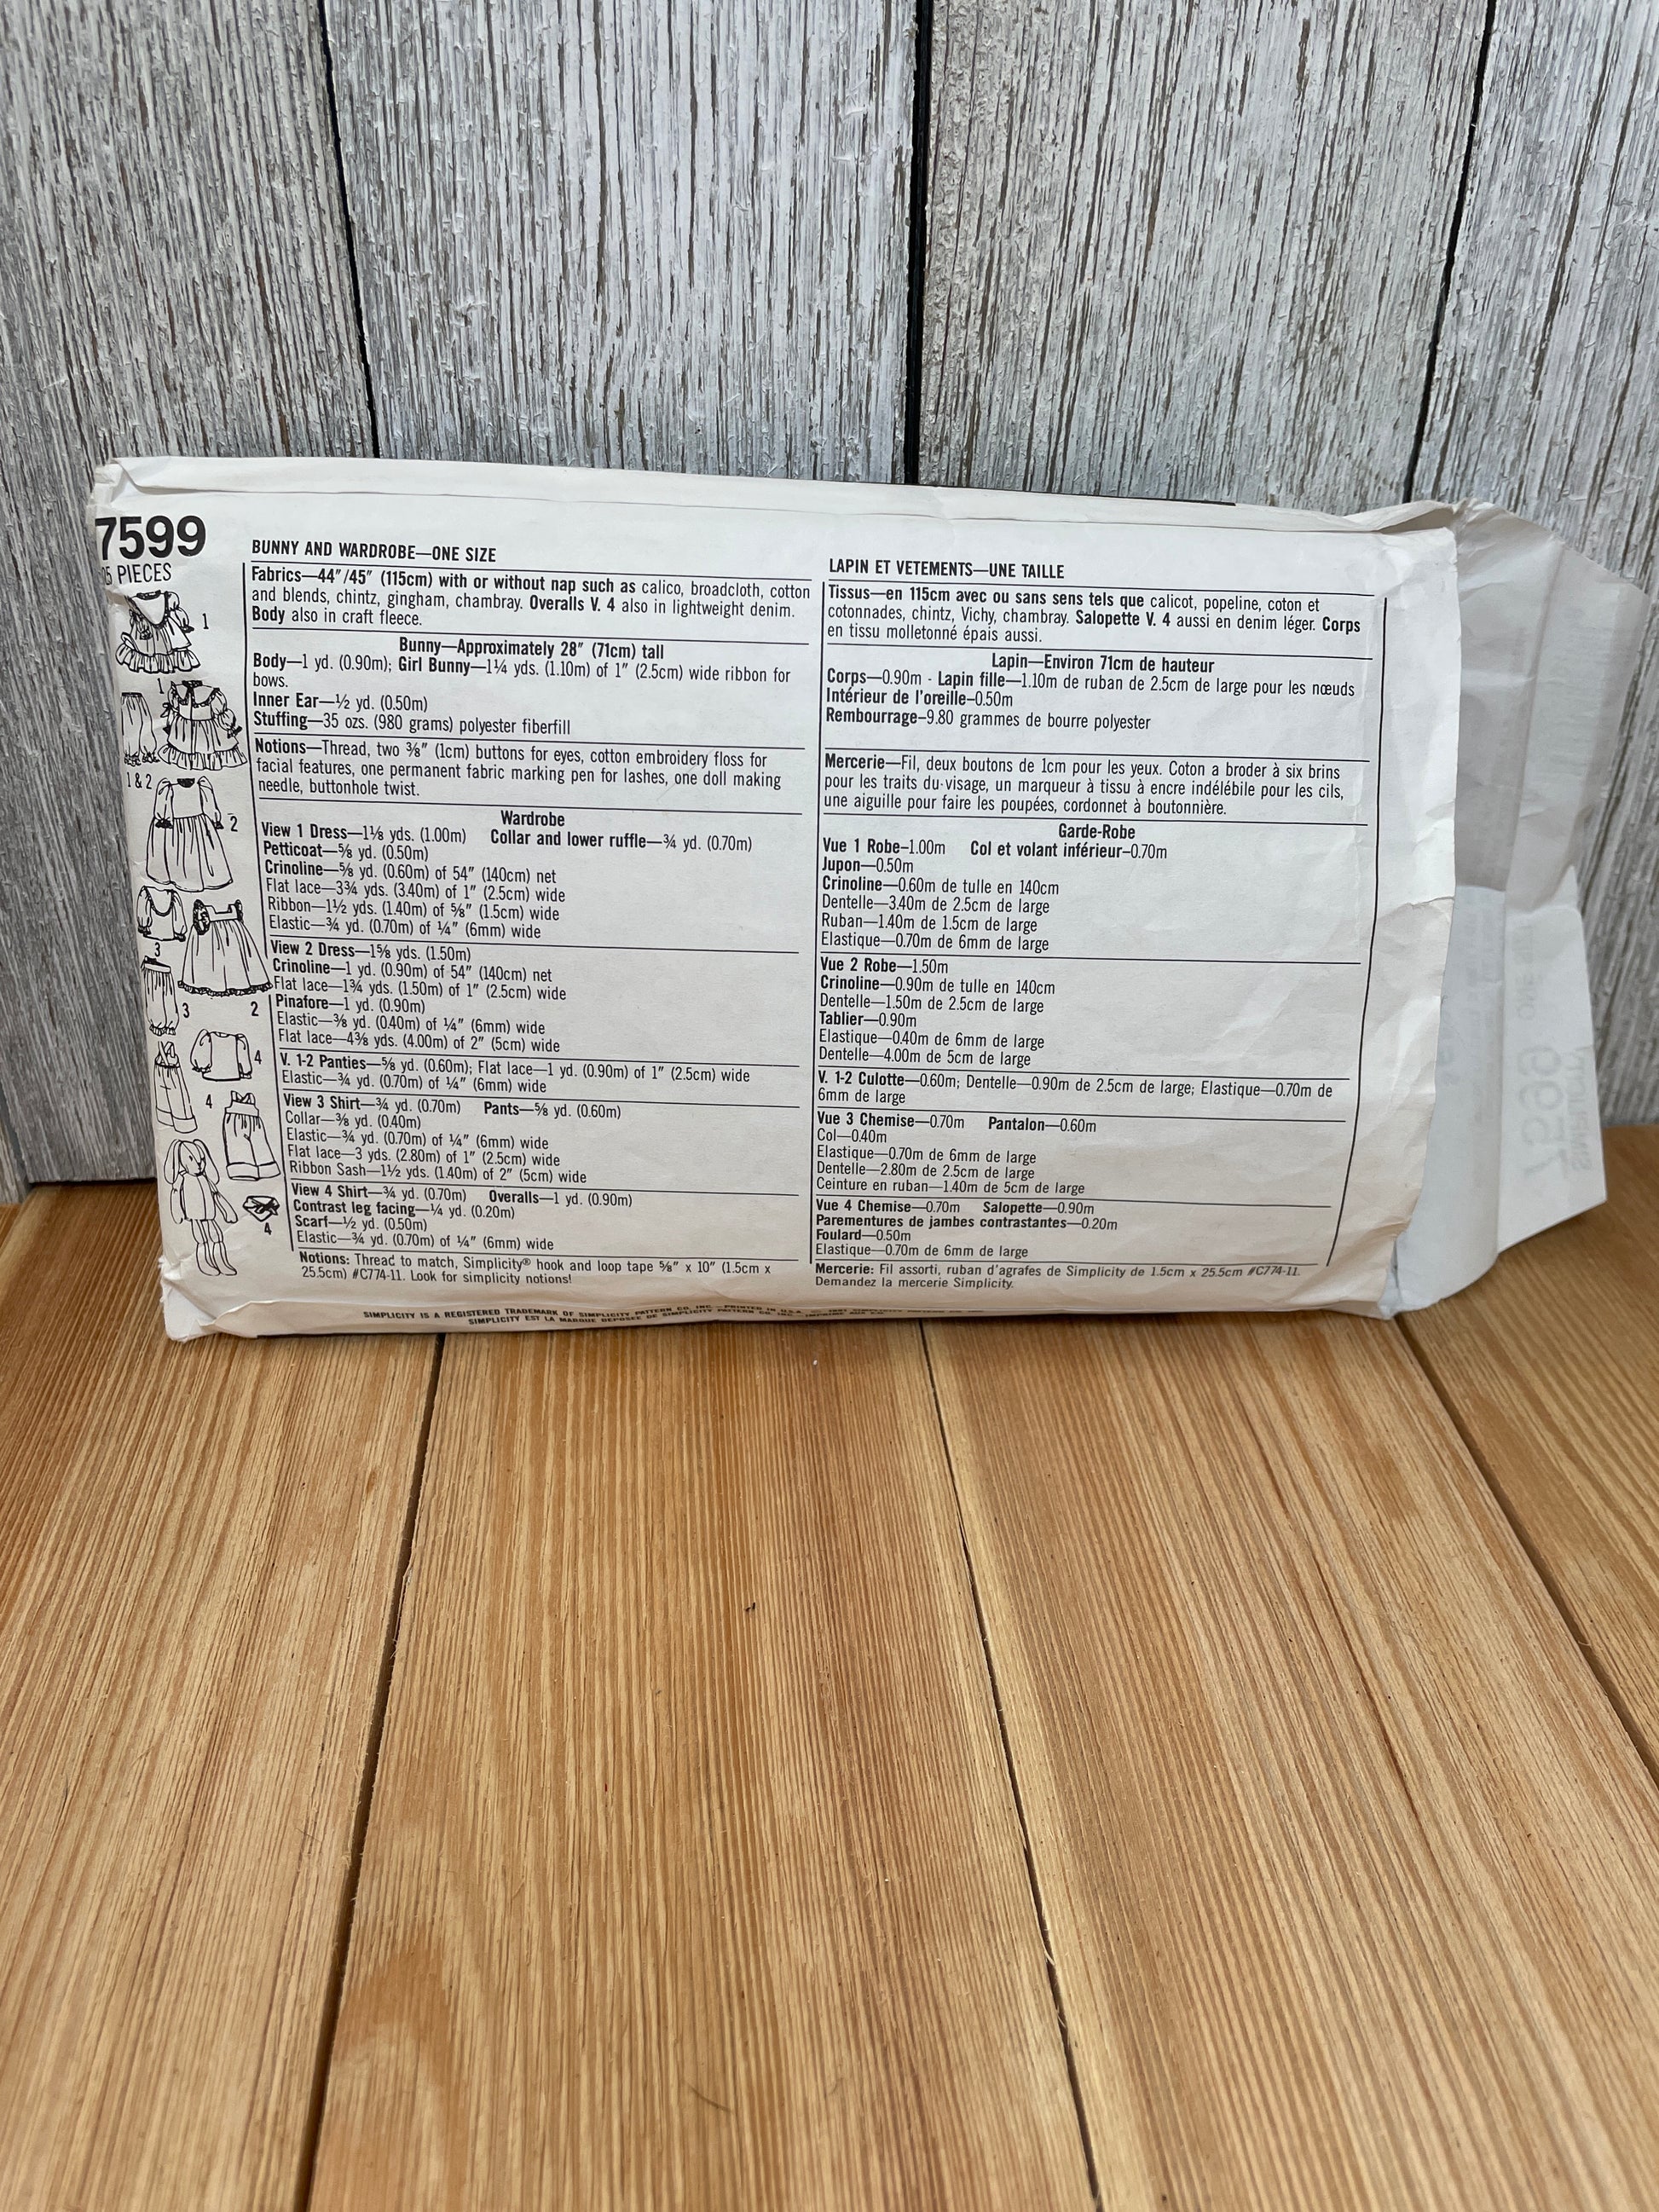 7599
25 PIECES
1
1
1 & 2
2
3
3
2
4
4
4
BUNNY AND WARDROBE—ONE SIZE
Fabrics—44"/45" (115cm) with or without nap such as calico, broadcloth, cotton
and blends, chintz, gingham, chambray. Overalls V. 4 also in lightweight denim.
Body also in craft fleece.
Bunny—Approximately 28" (71cm) tall
Body—1 yd. (0.90m); Girl Bunny—1¼ yds. (1.10m) of 1" (2.5cm) wide ribbon for
bows.
Inner Ear—½ yd. (0.50m)
Stuffing—35 ozs. (980 grams) polyester fiberfill
Notions—Thread, two ⅜" (1cm) buttons for eyes, cotton embroidery floss for
facial features, one permanent fabric marking pen for lashes, one doll making
needle, buttonhole twist.
Wardrobe
View 1 Dress—1⅛ yds. (1.00m) Collar and lower ruffle—¾ yd. (0.70m)
Petticoat—⅝ yd. (0.50m)
Crinoline—⅝ yd. (0.60m) of 54" (140cm) net
Flat lace—3¾ yds. (3.40m) of 1" (2.5cm) wide
Ribbon—1½ yds. (1.40m) of ⅝" (1.5cm) wide
Elastic—¾ yd. (0.70m) of ¼" (6mm) wide
View 2 Dress—1⅝ yds. (1.50m)
Crinoline—1 yd. (0.90m) of 54" (140cm) net
Flat lace—1¾ yds. (1.50m) of 1" (2.5cm) wide
Pinafore—1 yd. (0.90m)
Elastic—⅜ yd. (0.40m) of ¼" (6mm) wide
Flat lace—4⅜ yds. (4.00m) of 2" (5cm) wide
V. 1-2 Panties—⅝ yd. (0.60m); Flat lace—1 yd. (0.90m) of 1" (2.5cm) wide
Elastic—¾ yd. (0.70m) of ¼" (6mm) wide
View 3 Shirt—¾ yd. (0.70m) Pants—⅝ yd. (0.60m)
Collar—⅜ yd. (0.40m)
Elastic—¾ yd. (0.70m) of ¼" (6mm) wide
Flat lace—3 yds. (2.80m) of 1" (2.5cm) wide
Ribbon Sash—1½ yds. (1.40m) of 2" (5cm) wide
View 4 Shirt—¾ yd. (0.70m) Overalls—1 yd. (0.90m)
Contrast leg facing—¼ yd. (0.20m)
Scarf—½ yd. (0.50m)
Elastic—¾ yd. (0.70m) of ¼" (6mm) wide
Notions: Thread to match, Simplicity® hook and loop tape ⅝" x 10" (1.5cm x
25.5cm) #C774-11. Look for simplicity notions!
LAPIN ET VETEMENTS—UNE TAILLE
Tissus—en 115cm avec ou sans sens tels que calicot, popeline, coton et
cotonnades, chintz, Vichy, chambray. Salopette V. 4 aussi en denim léger. Corps
en tissu molletonné épais aussi.
Lapin—Environ 71cm de hauteur
Corps—0.90m - Lapin fille—1.10m de ruban de 2.5cm de large pour les nœuds
Intérieur de l'oreille–0.50m
Rembourrage–9.80 grammes de bourre polyester
Mercerie—Fil, deux boutons de 1cm pour les yeux. Coton a broder à six brins
pour les traits du visage, un marqueur à tissu à encre indélébile pour les cils,
une aiguille pour faire les poupées, cordonnet à boutonnière.
Garde-Robe
Vue 1 Robe–1.00m Col et volant inférieur–0.70m
Jupon—0.50m
Crinoline—0.60m de tulle en 140cm
Dentelle—3.40m de 2.5cm de large
Ruban—1.40m de 1.5cm de large
Elastique—0.70m de 6mm de large
Vue 2 Robe—1.50m
Crinoline—0.90m de tulle en 140cm
Dentelle—1.50m de 2.5cm de large
Tablier—0.90m
Elastique—0.40m de 6mm de large
Dentelle—4.00m de 5cm de large
V. 1-2 Culotte—0.60m; Dentelle—0.90m de 2.5cm de large; Elastique—0.70m de
6mm de large
Vue 3 Chemise—0.70m Pantalon—0.60m
Col—0.40m
Elastique—0.70m de 6mm de large
Dentelle—2.80m de 2.5cm de large
Ceinture en ruban—1.40m de 5cm de large
Vue 4 Chemise—0.70m Salopette—0.90m
Parementures de jambes contrastantes—0.20m
Foulard—0.50m
Elastique—0.70m de 6mm de large
Mercerie: Fil assorti, ruban d'agrafes de Simplicity de 1.5cm x 25.5cm #C774-11.
Demandez la mercerie Simplicity.
SIMPLICITY IS A REGISTERED TRADEMARK OF SIMPLICITY PATTERN CO. INC.—PRINTED IN U.S.A.
SIMPLICITY EST LA MARQUE DEPOSEE DE SIMPLICITY PATTERN CO. INC.